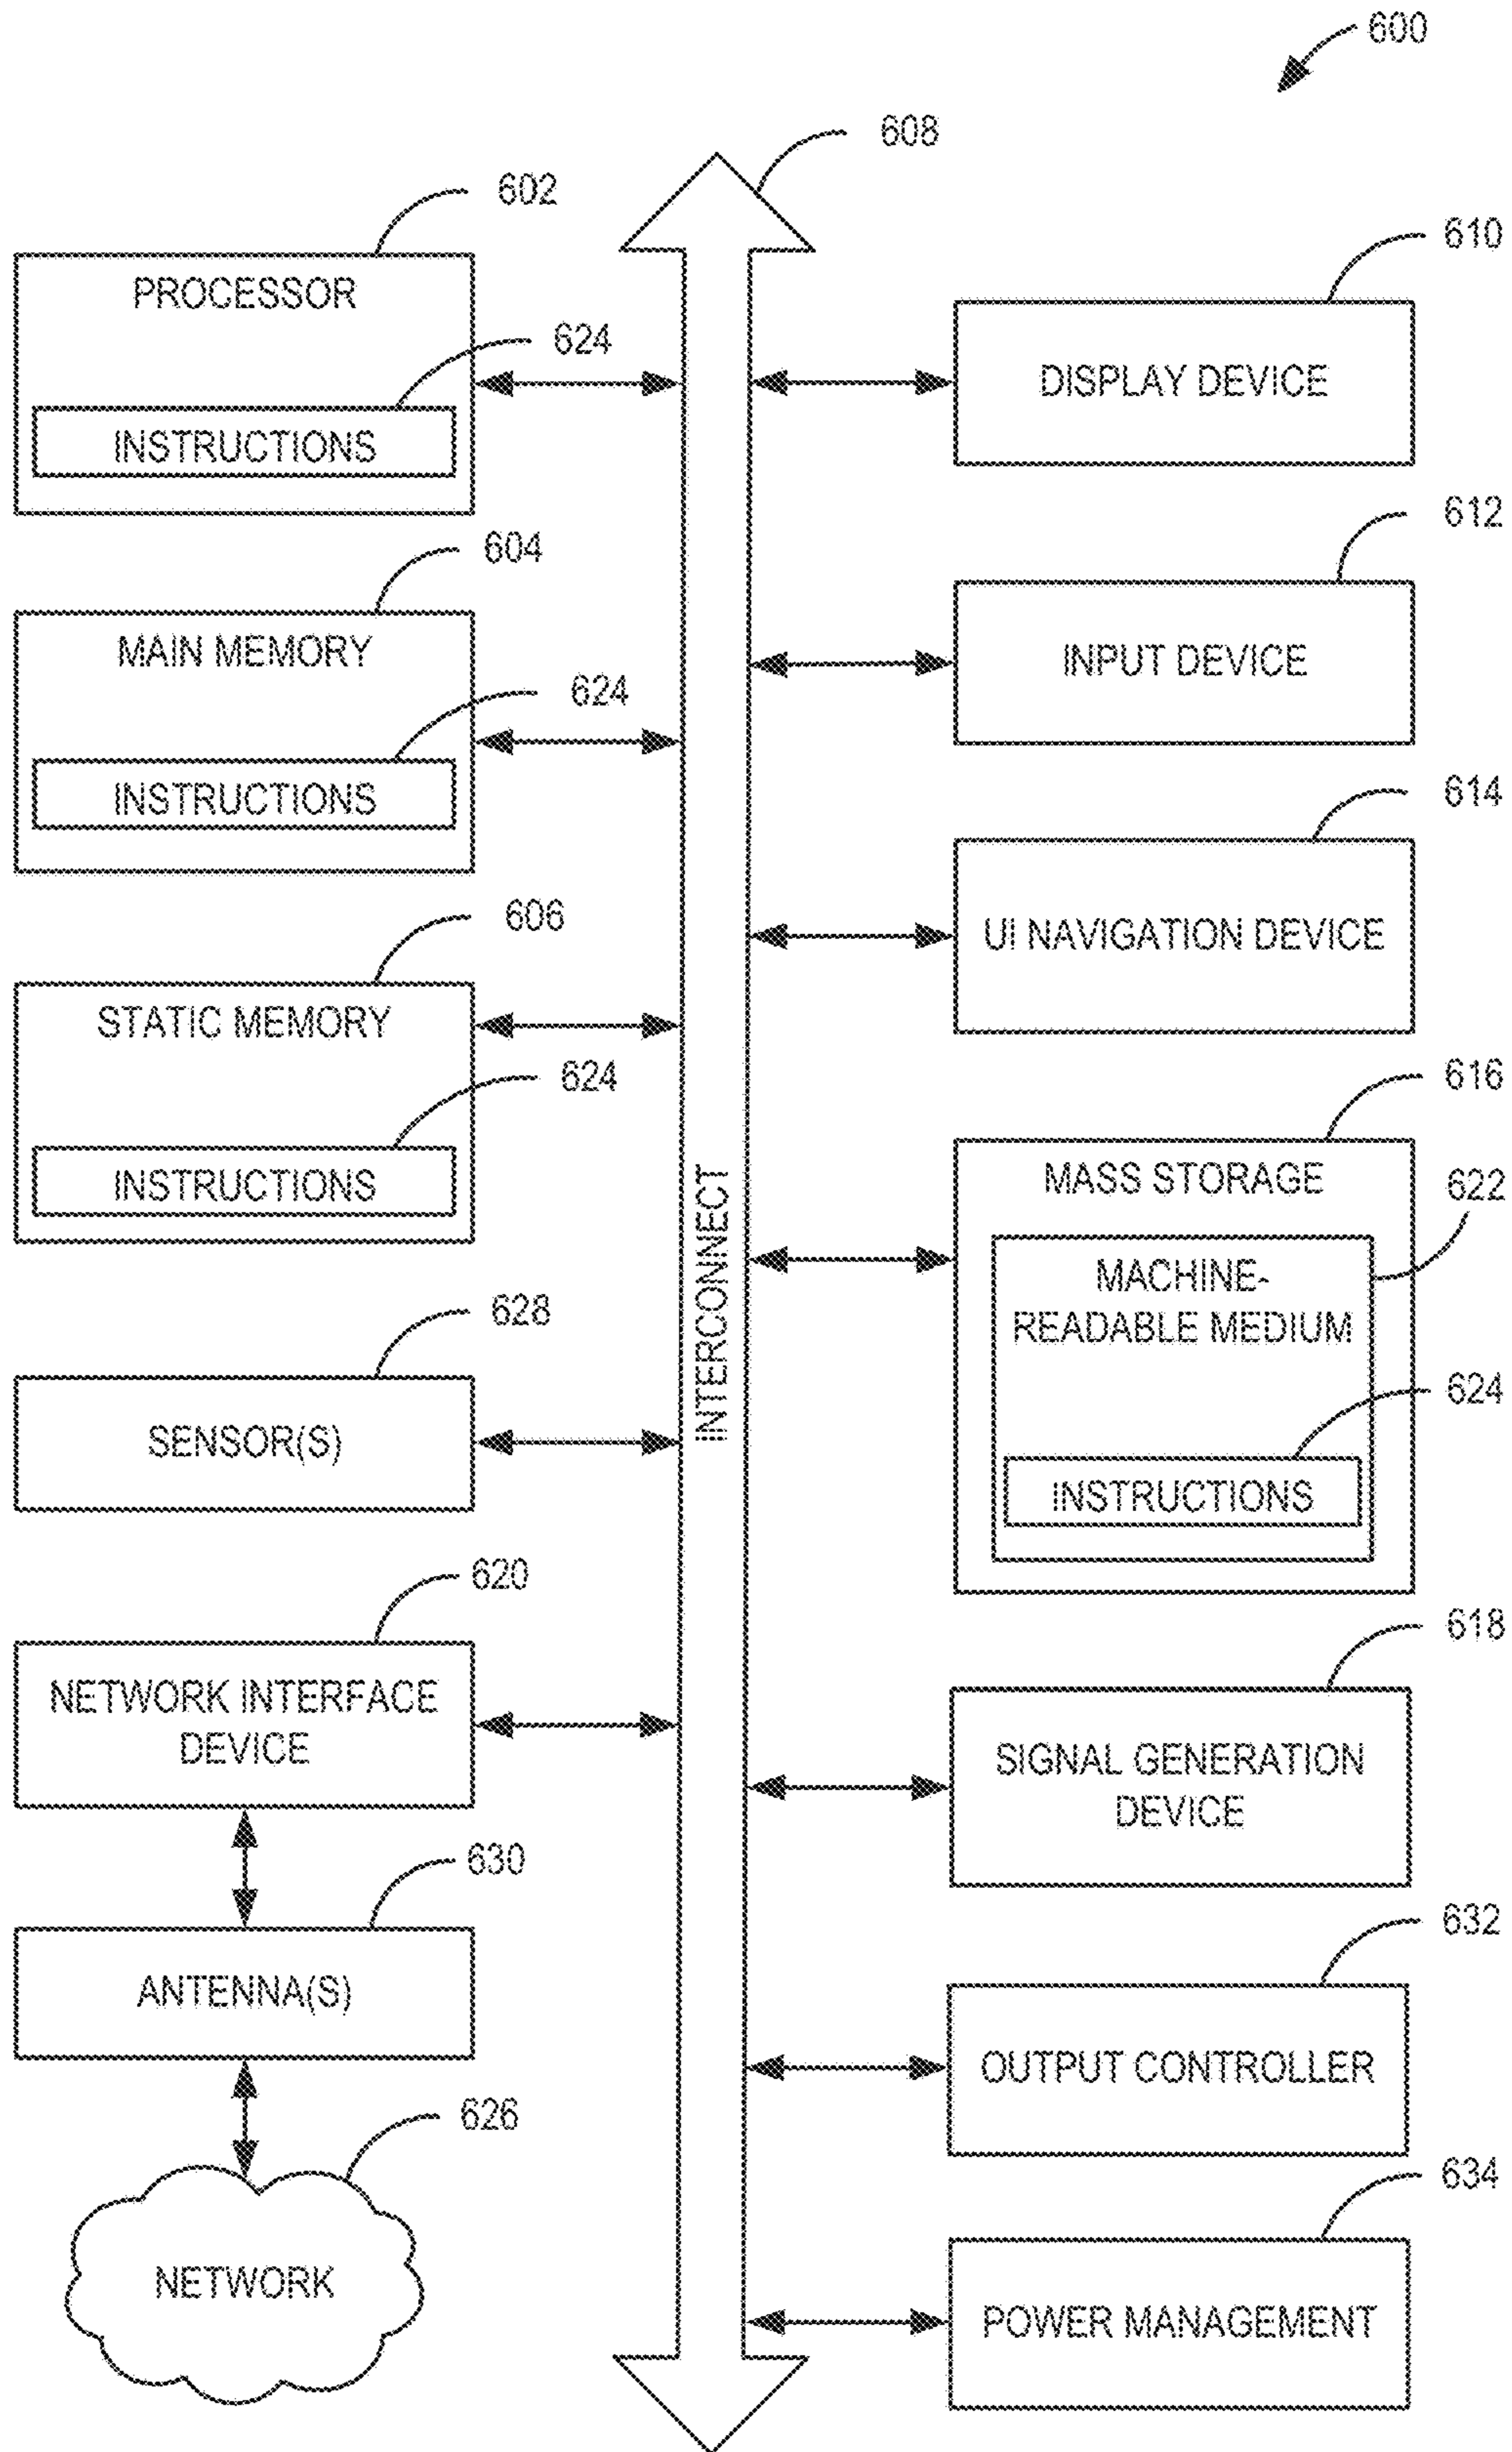 600
608
602
PROCESSOR
624
INSTRUCTIONS
604
MAIN MEMORY
624
INSTRUCTIONS
606
STATIC MEMORY
624
INSTRUCTIONS
628
SENSOR(S)
620
NETWORK INTERFACE
DEVICE
630
ANTENNA(S)
626
NETWORK
INTERCONNECT
610
DISPLAY DEVICE
612
INPUT DEVICE
614
UI NAVIGATION DEVICE
616
MASS STORAGE
622
MACHINE-
READABLE MEDIUM
624
INSTRUCTIONS
618
SIGNAL GENERATION
DEVICE
632
OUTPUT CONTROLLER
634
POWER MANAGEMENT